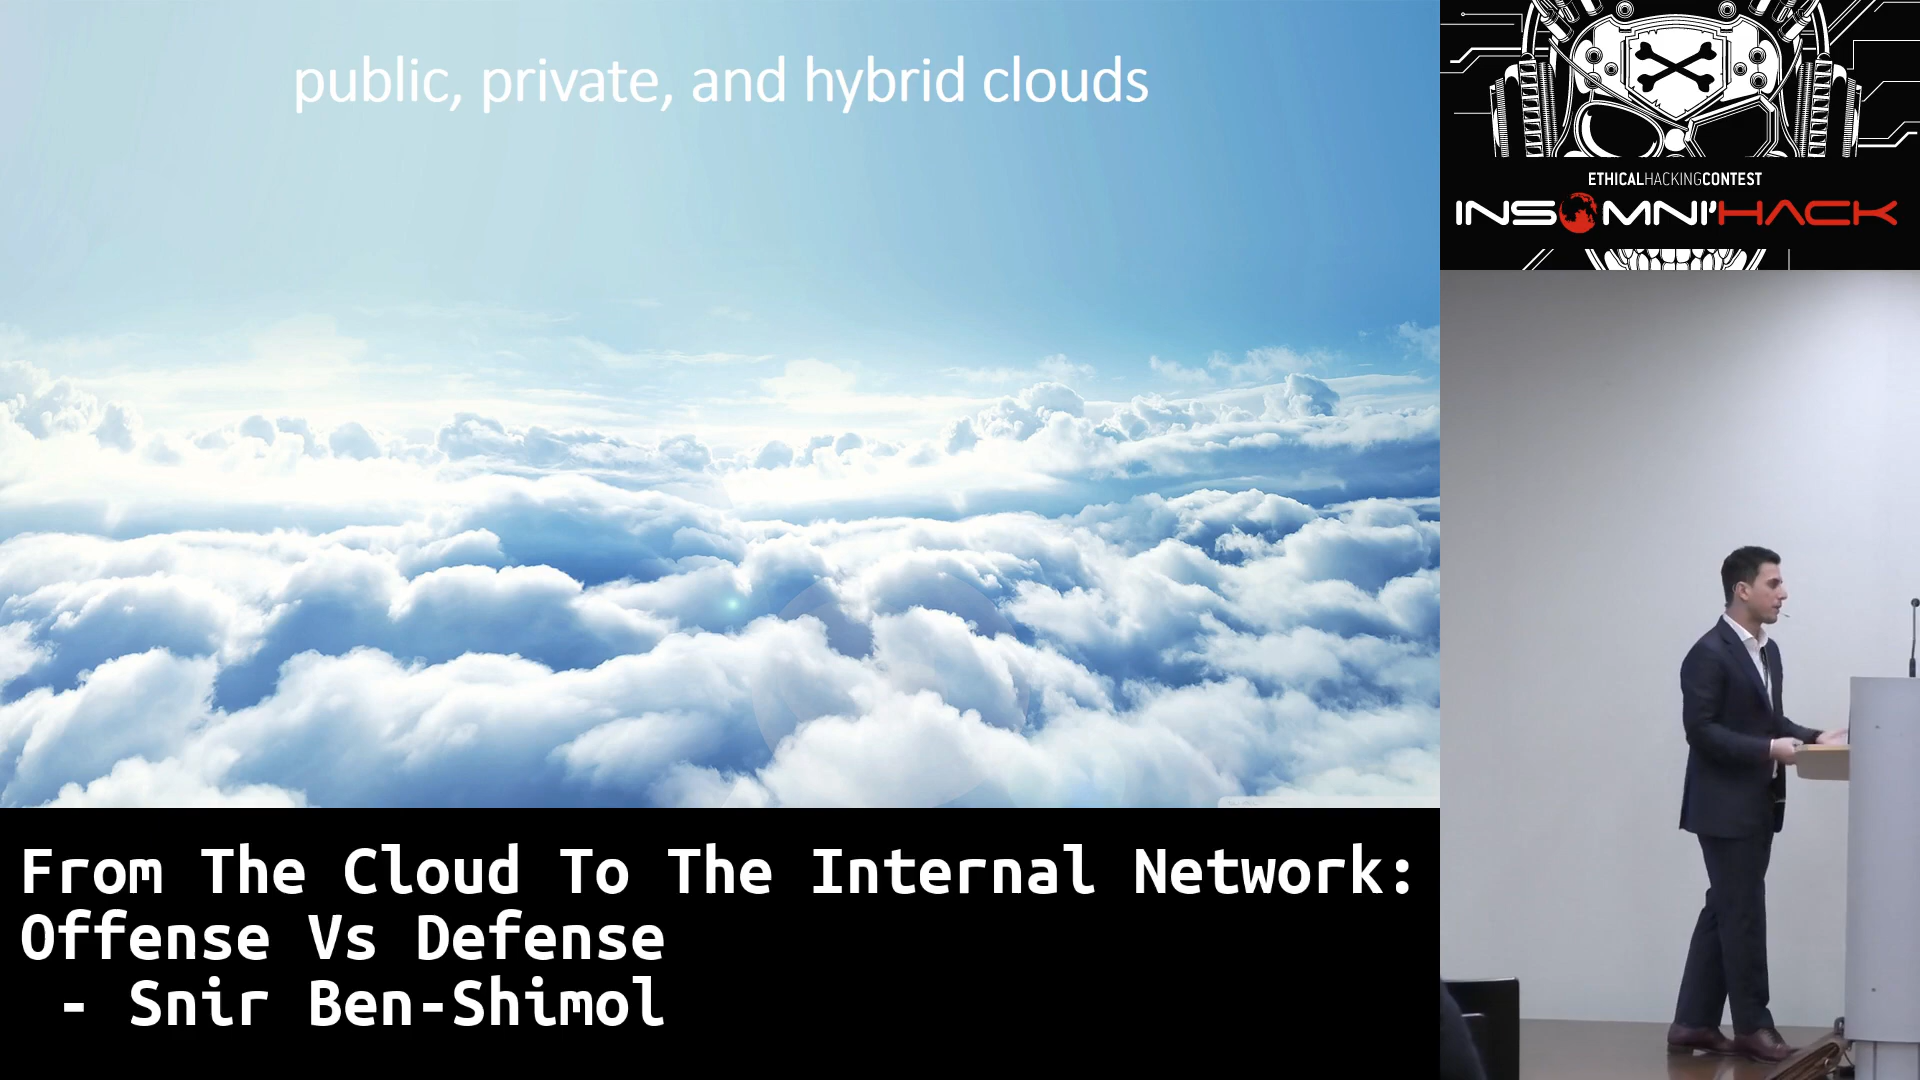 public, private, and hybrid clouds
ETHICALHACKINGCONTEST
INSOMNI'HACK
From The Cloud To The Internal Network:
Offense Vs Defense
- Snir Ben-Shimol